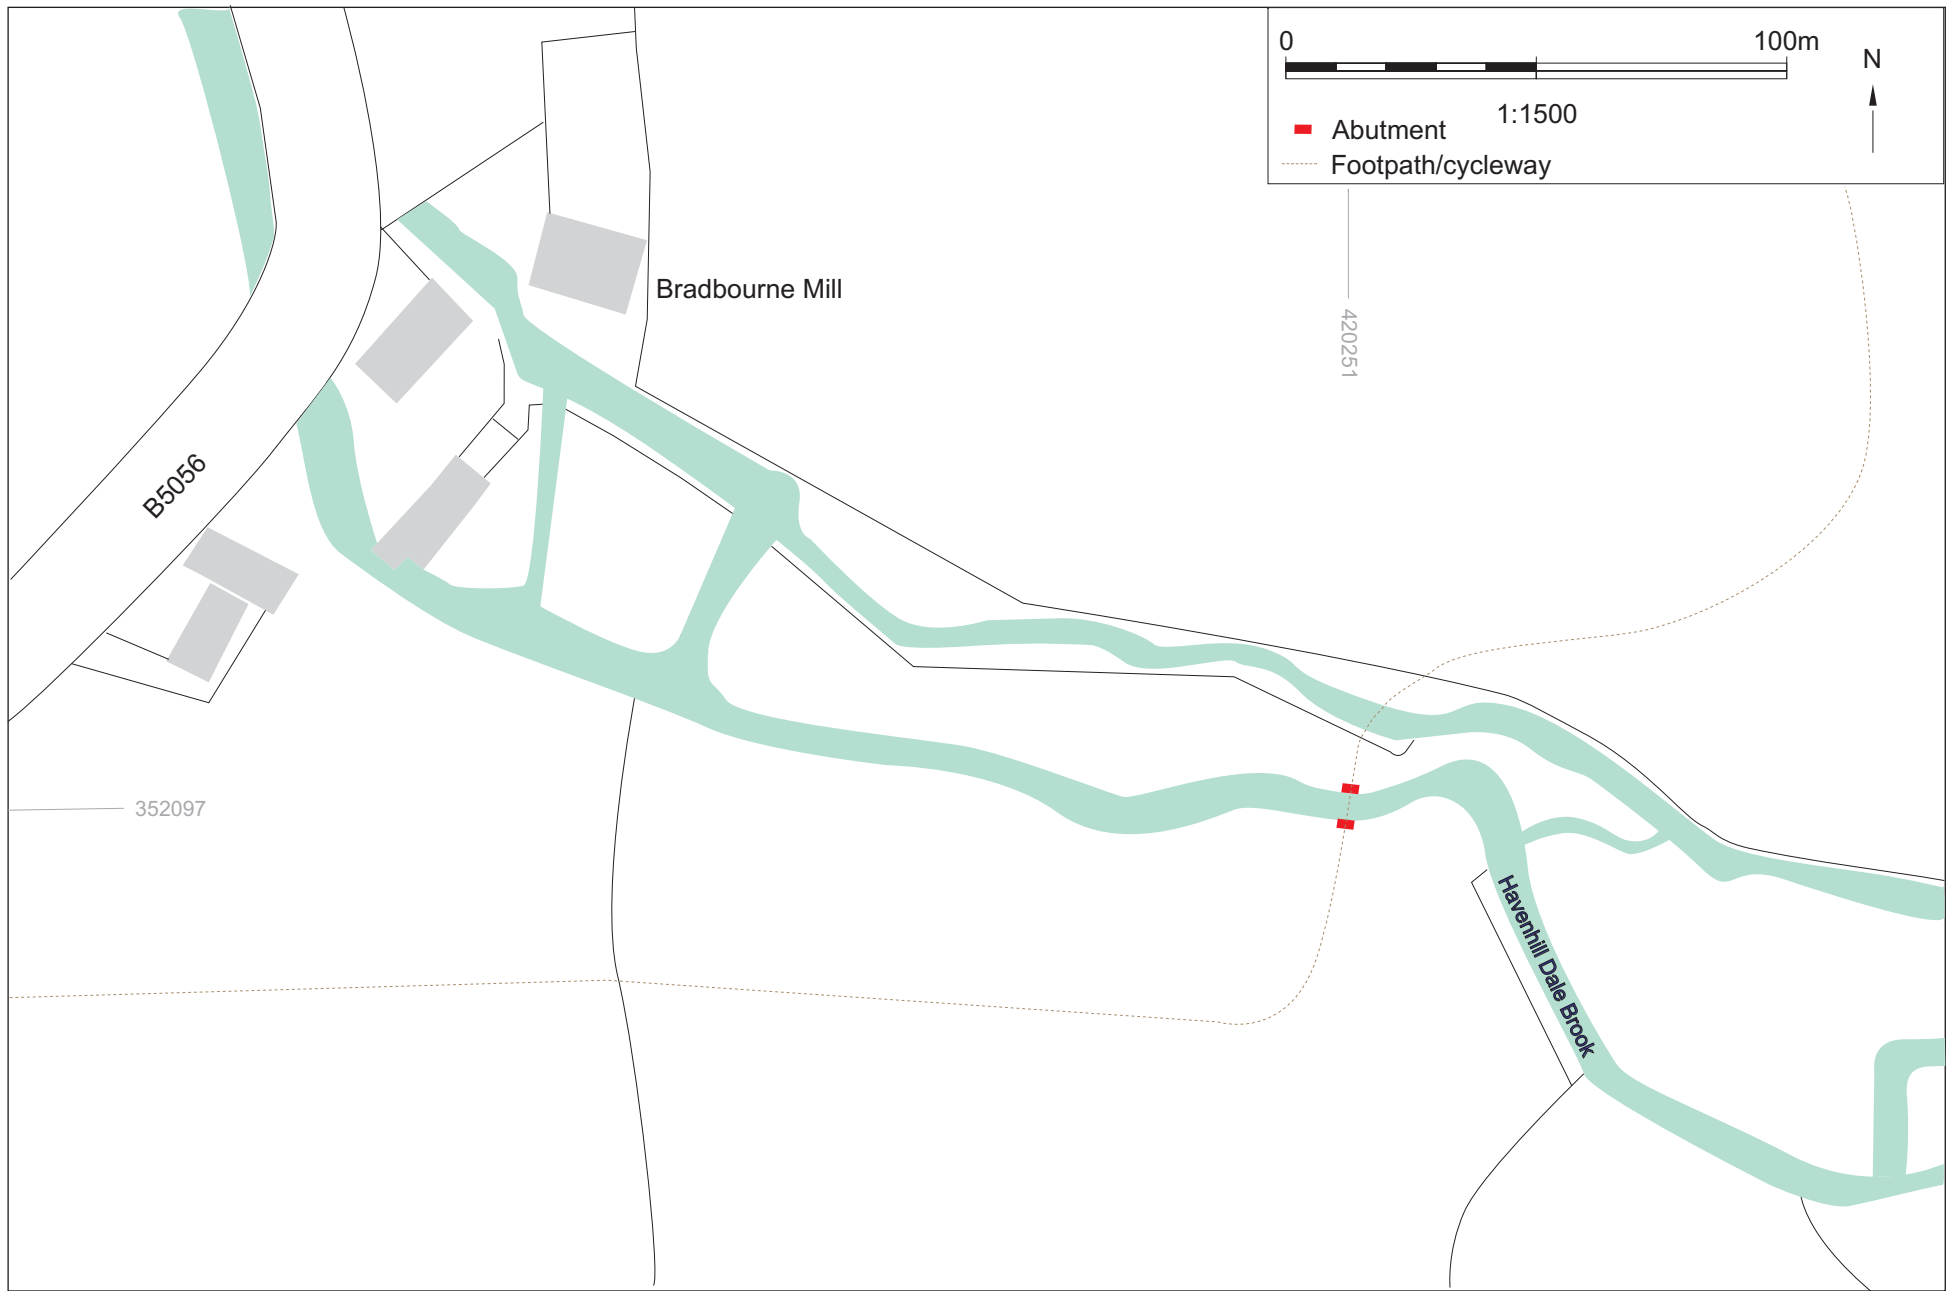 0 100m
N
1:1500
Abutment
Footpath/cycleway
Bradbourne Mill
420251
B5056
352097
Havenhill Dale Brook